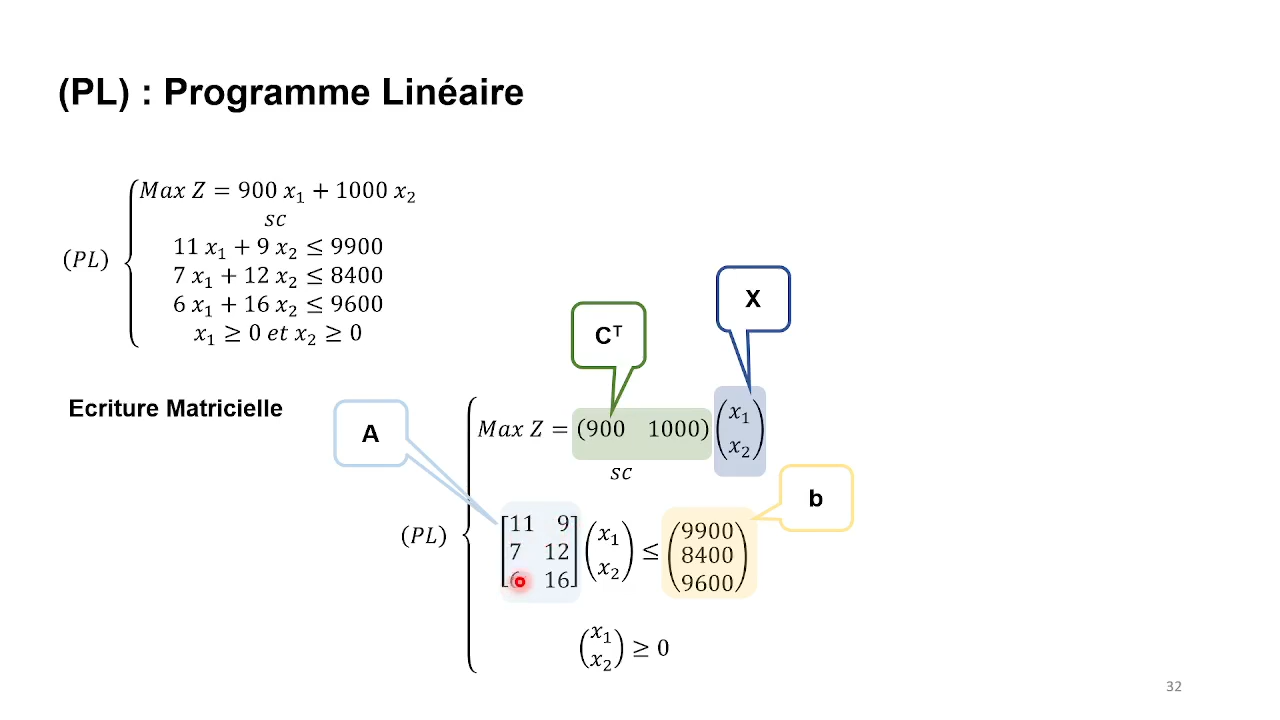 (PL) : Programme Linéaire
(PL)
Max Z = 900 x₁ + 1000 x₂
sc
11 x₁ + 9 x₂ ≤ 9900
7 x₁ + 12 x₂ ≤ 8400
6 x₁ + 16 x₂ ≤ 9600
x₁ ≥ 0 et x₂ ≥ 0
X
Cᵀ
Ecriture Matricielle
A
b
(PL)
Max Z = (900 1000) (x₁
x₂)
sc
[11 9
7 12
6 16] (x₁
x₂) ≤ (9900
8400
9600)
(x₁
x₂) ≥ 0
32